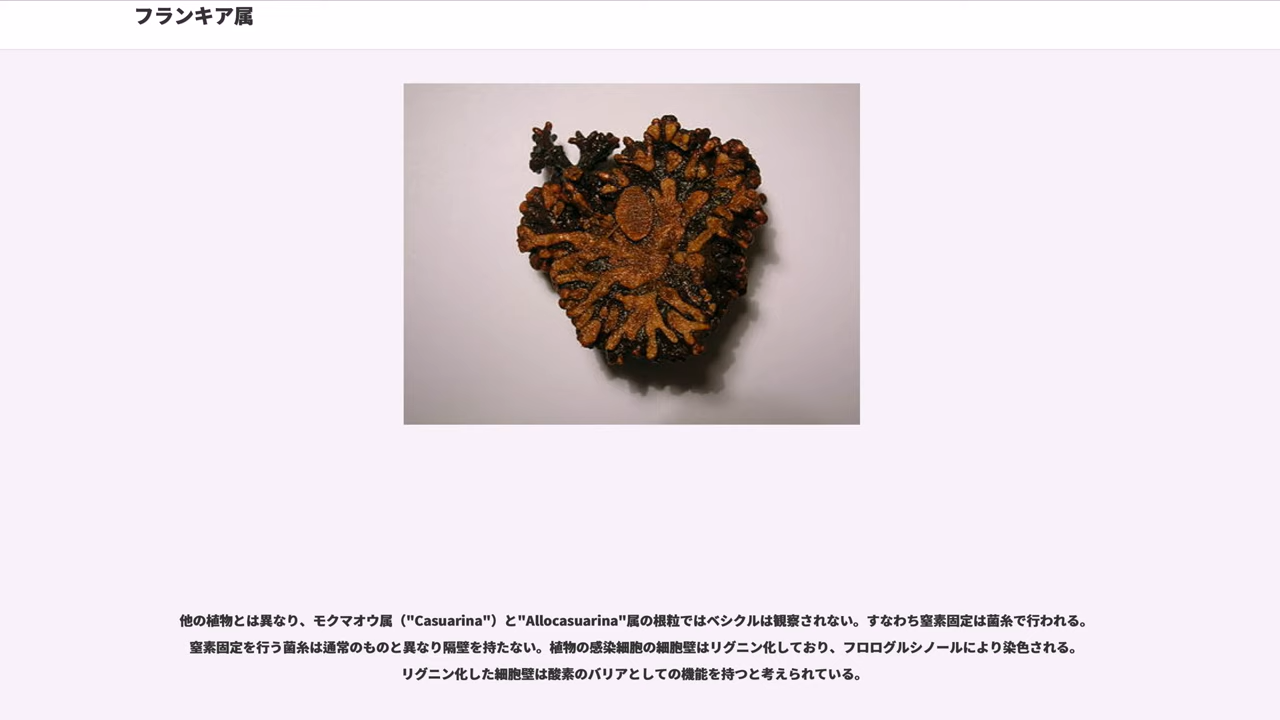 フランキア属
他の植物とは異なり、モクマオウ属（"Casuarina"）と"Allocasuarina"属の根粒ではベシクルは観察されない。すなわち窒素固定は菌糸で行われる。
窒素固定を行う菌糸は通常のものと異なり隔壁を持たない。植物の感染細胞の細胞壁はリグニン化しており、フロログルシノールにより染色される。
リグニン化した細胞壁は酸素のバリアとしての機能を持つと考えられている。